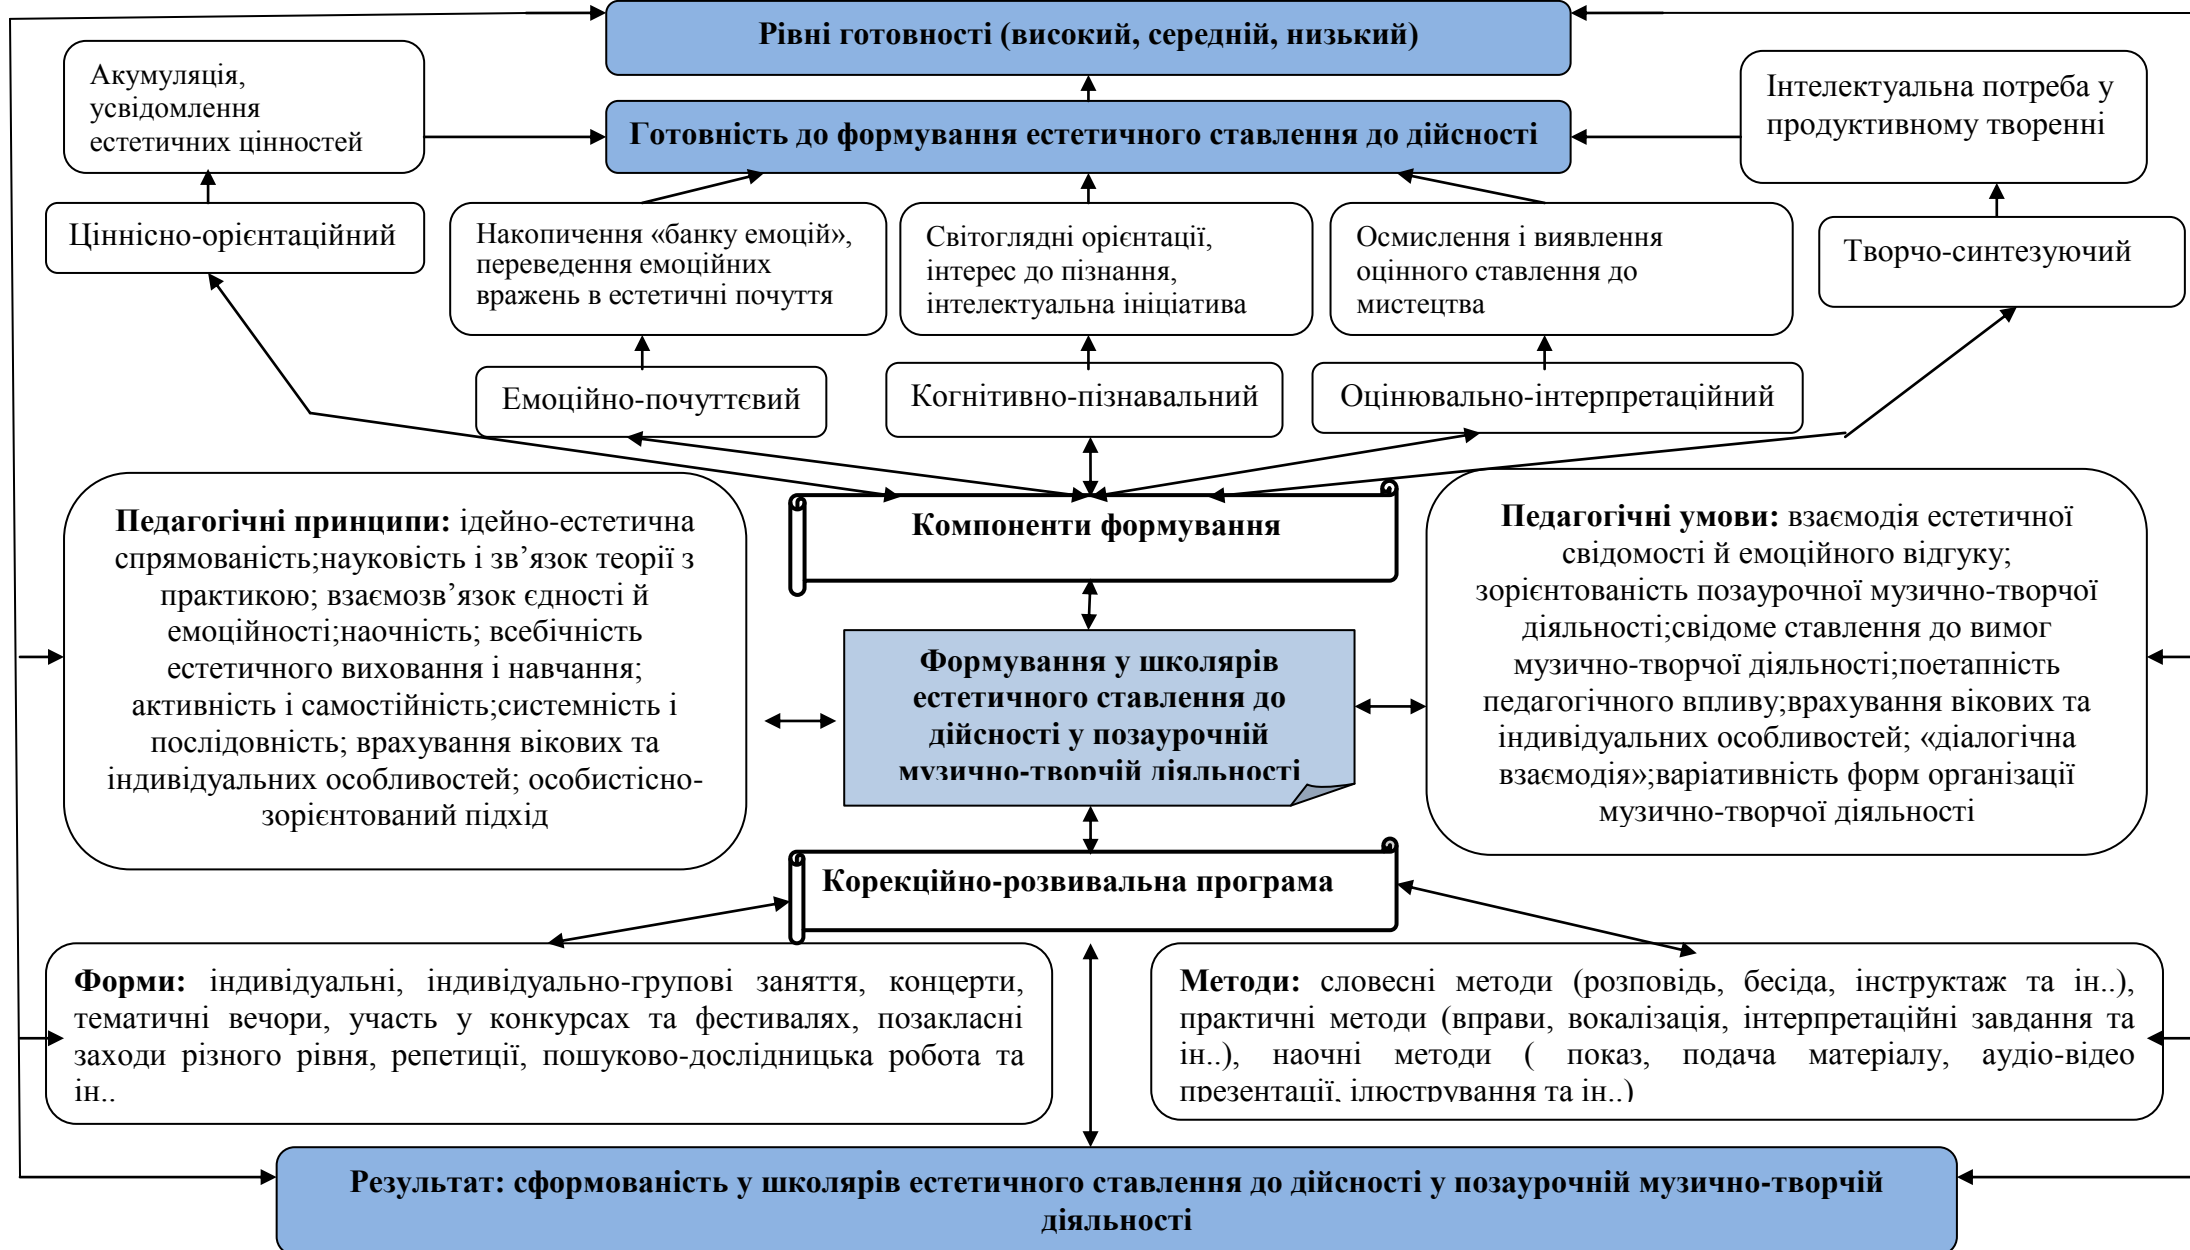 Рівні готовності (високий, середній, низький)
Акумуляція,
усвідомлення
естетичних цінностей
Інтелектуальна потреба у
продуктивному творенні
Готовність до формування естетичного ставлення до дійсності
Ціннісно-орієнтаційний
Накопичення «банку емоцій»,
переведення емоційних
вражень в естетичні почуття
Світоглядні орієнтації,
інтерес до пізнання,
інтелектуальна ініціатива
Осмислення і виявлення
оцінного ставлення до
мистецтва
Творчо-синтезуючий
Емоційно-почуттєвий
Когнітивно-пізнавальний
Оцінювально-інтерпретаційний
Компоненти формування
Педагогічні принципи: ідейно-естетична
спрямованість;науковість і зв’язок теорії з
практикою; взаємозв’язок єдності й
емоційності;наочність; всебічність
естетичного виховання і навчання;
активність і самостійність;системність і
послідовність; врахування вікових та
індивідуальних особливостей; особистісно-
зорієнтований підхід
Формування у школярів
естетичного ставлення до
дійсності у позаурочній
музично-творчій діяльності
Педагогічні умови: взаємодія естетичної
свідомості й емоційного відгуку;
зорієнтованість позаурочної музично-творчої
діяльності;свідоме ставлення до вимог
музично-творчої діяльності;поетапність
педагогічного впливу;врахування вікових та
індивідуальних особливостей; «діалогічна
взаємодія»;варіативність форм організації
музично-творчої діяльності
Корекційно-розвивальна програма
Форми: індивідуальні, індивідуально-групові заняття, концерти,
тематичні вечори, участь у конкурсах та фестивалях, позакласні
заходи різного рівня, репетиції, пошуково-дослідницька робота та
ін..
Методи: словесні методи (розповідь, бесіда, інструктаж та ін..),
практичні методи (вправи, вокалізація, інтерпретаційні завдання та
ін..), наочні методи ( показ, подача матеріалу, аудіо-відео
презентації, ілюстрування та ін..)
Результат: сформованість у школярів естетичного ставлення до дійсності у позаурочній музично-творчій
діяльності